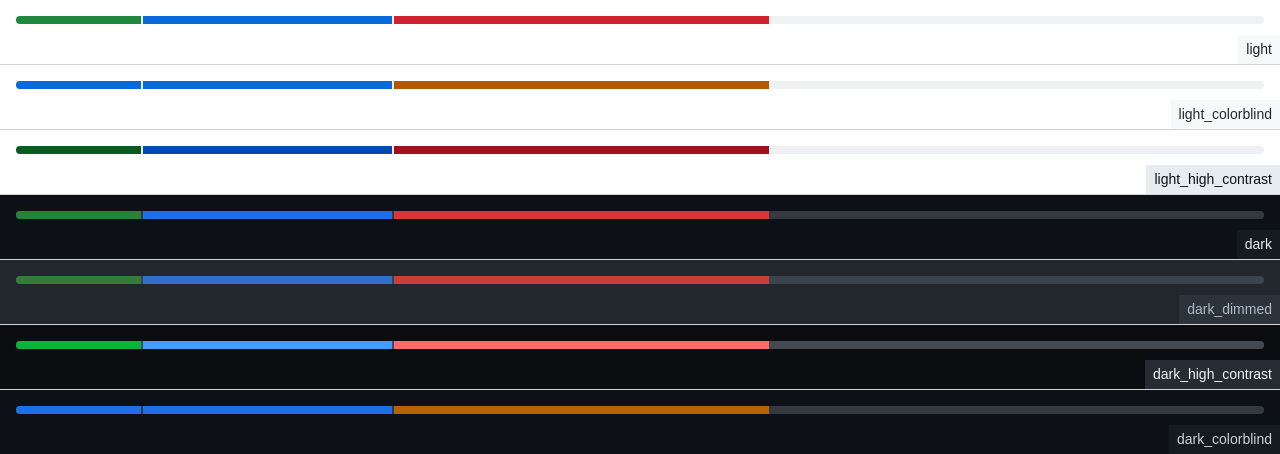 light
light_colorblind
light_high_contrast
dark
dark_dimmed
dark_high_contrast
dark_colorblind